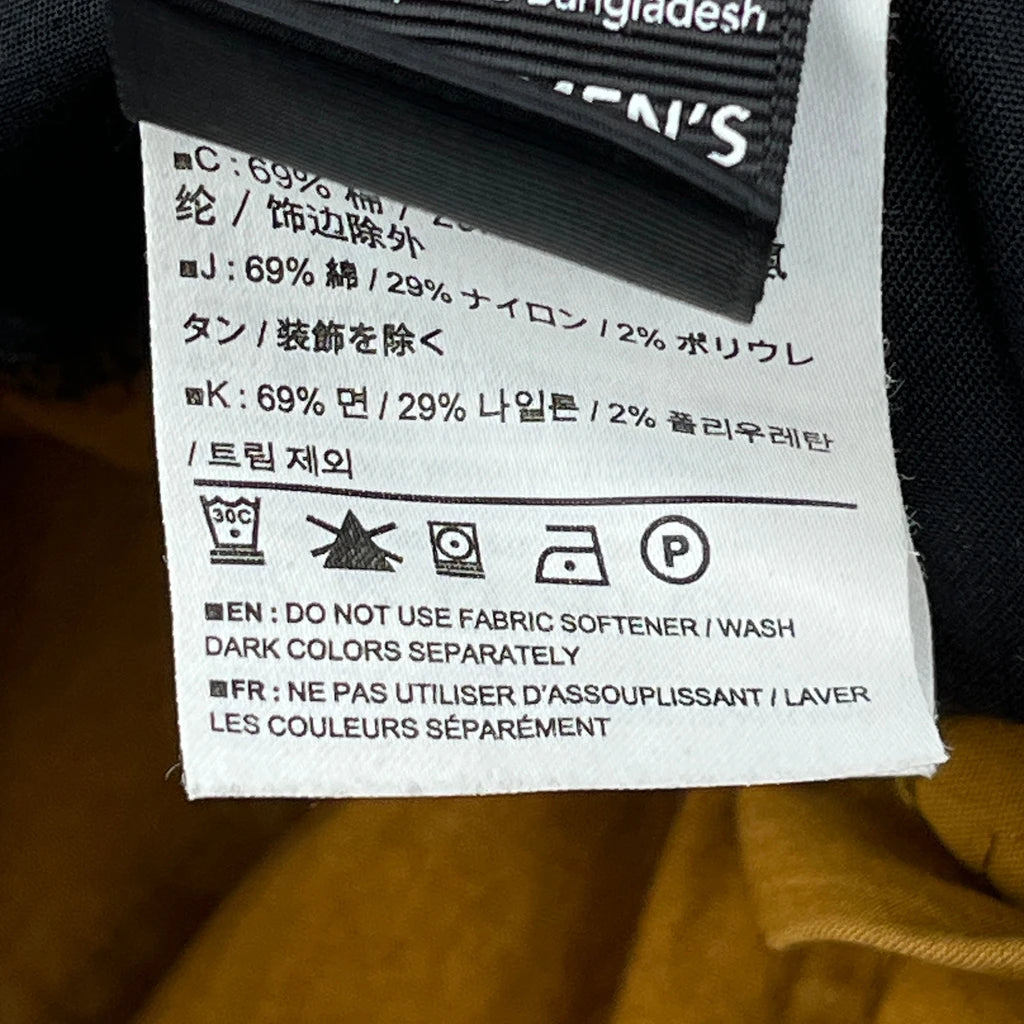 Bangladesh
MEN'S
■C : 69% 棉 /
纶 / 饰边除外
■J : 69% 綿 / 29% ナイロン / 2% ポリウレ
タン / 装飾を除く
■K : 69% 면 / 29% 나일론 / 2% 폴리우레탄
/ 트림 제외
30C
P
■EN : DO NOT USE FABRIC SOFTENER / WASH
DARK COLORS SEPARATELY
■FR : NE PAS UTILISER D'ASSOUPLISSANT / LAVER
LES COULEURS SÉPARÉMENT